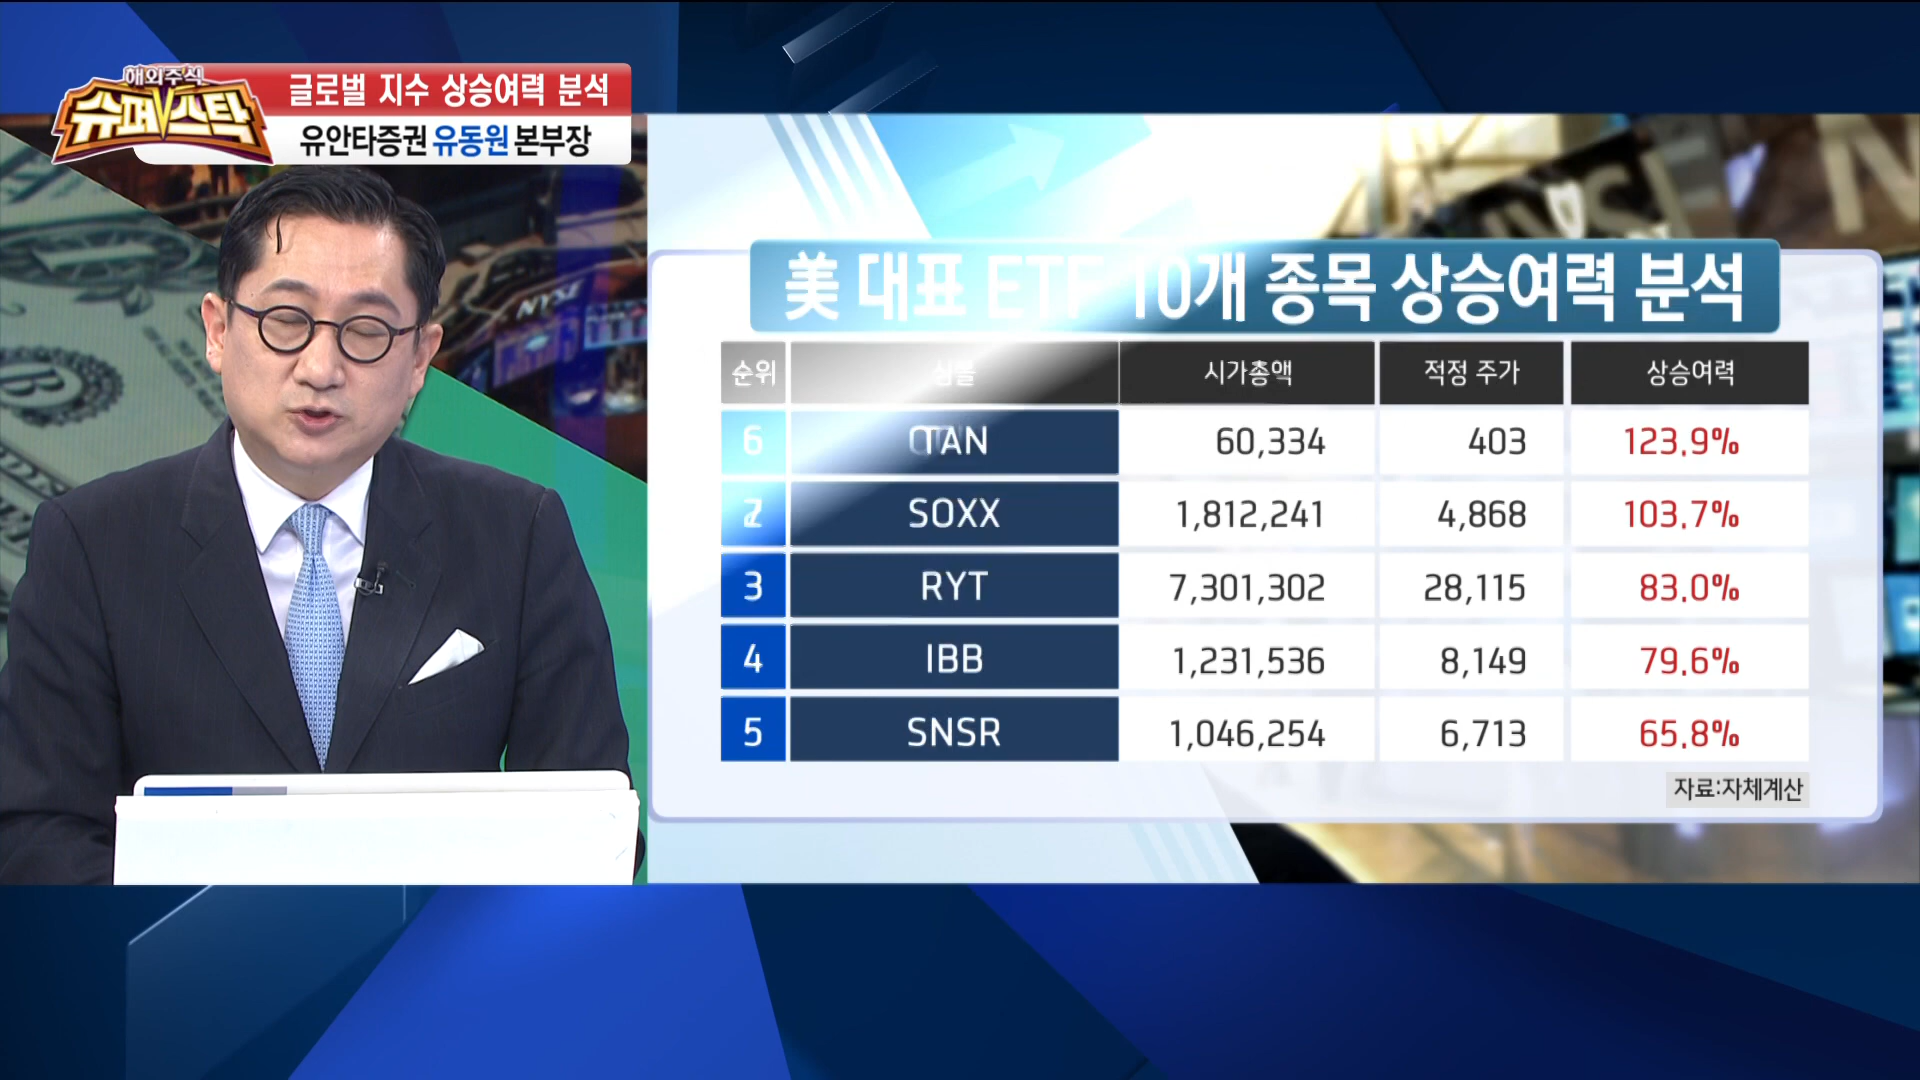 해외주식
슈퍼V스탁
글로벌 지수 상승여력 분석
유안타증권 유동원 본부장
NYSE
美 대표 ETF 10개 종목 상승여력 분석
순위 심볼 시가총액 적정 주가 상승여력
6 TAN 60,334 403 123.9%
2 SOXX 1,812,241 4,868 103.7%
3 RYT 7,301,302 28,115 83.0%
4 IBB 1,231,536 8,149 79.6%
5 SNSR 1,046,254 6,713 65.8%
자료:자체계산